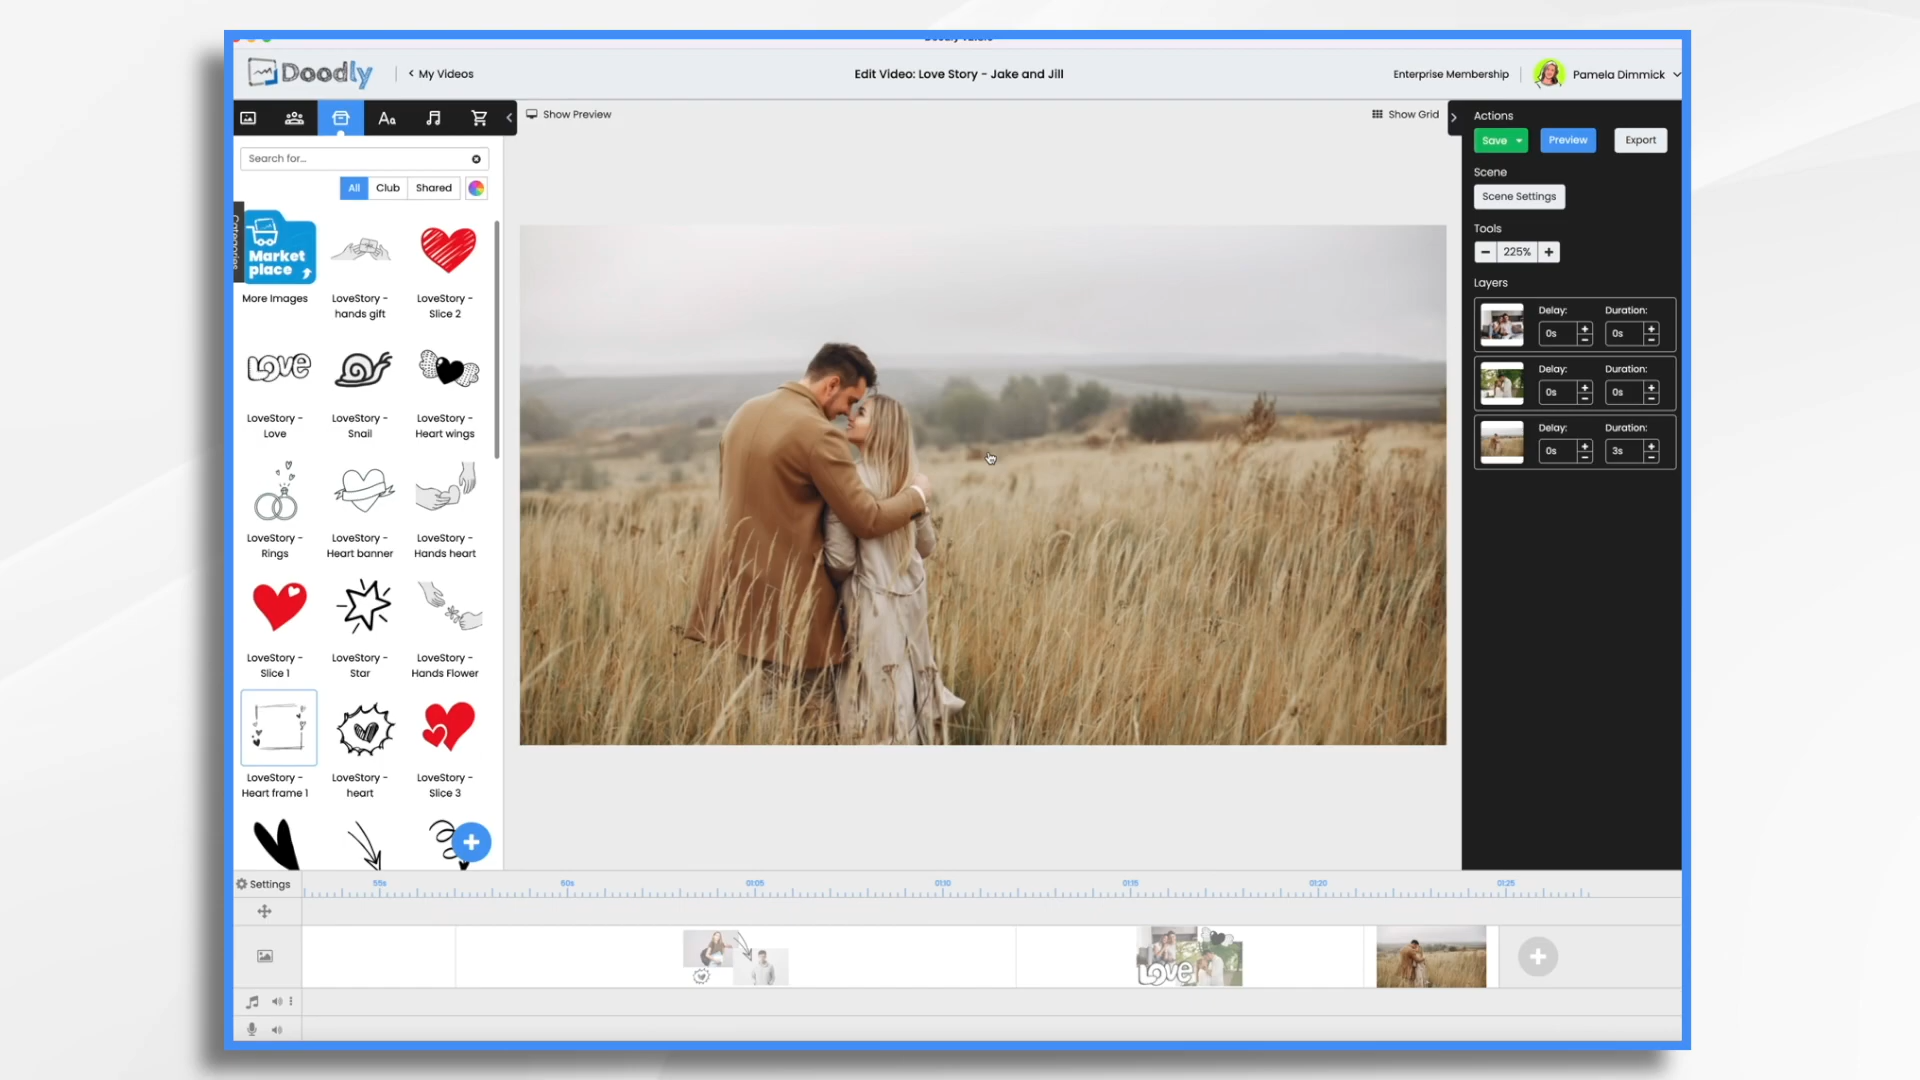 Doodly
< My Videos
Edit Video: Love Story - Jake and Jill
Enterprise Membership
Pamela Dimmick
Show Preview
Show Grid
Search for...
All
Club
Shared
Categories
Market
place
More Images
LoveStory -
hands gift
LoveStory -
Slice 2
LOVE
LoveStory -
Love
LoveStory -
Snail
LoveStory -
Heart wings
LoveStory -
Rings
LoveStory -
Heart banner
LoveStory -
Hands heart
LoveStory -
Slice 1
LoveStory -
Star
LoveStory -
Hands Flower
LoveStory -
Heart frame 1
LoveStory -
heart
LoveStory -
Slice 3
Actions
Save
Preview
Export
Scene
Scene Settings
Tools
- 225% +
Layers
Delay:
Duration:
0s
0s
Delay:
Duration:
0s
0s
Delay:
Duration:
0s
3s
Settings
55s
60s
01:05
01:10
01:15
01:20
01:25
LOVE